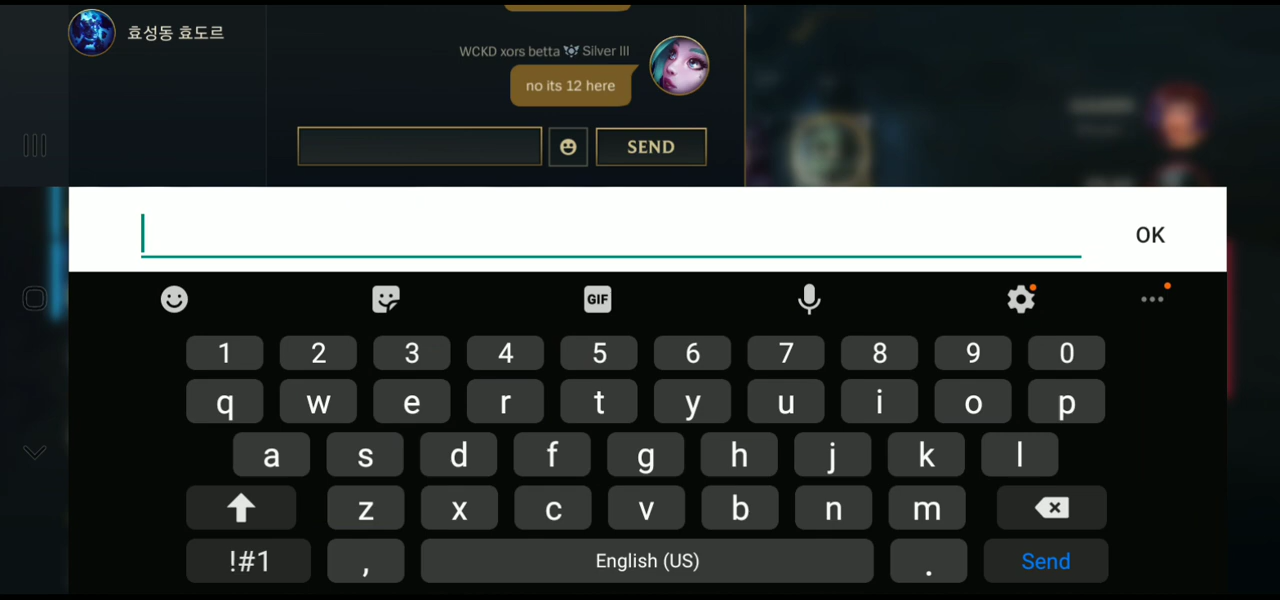 효성동 효도르
WCKD xors betta Silver III
no its 12 here
SEND
OK
GIF
1 2 3 4 5 6 7 8 9 0
q w e r t y u i o p
a s d f g h j k l
z x c v b n m
!#1 , English (US) . Send